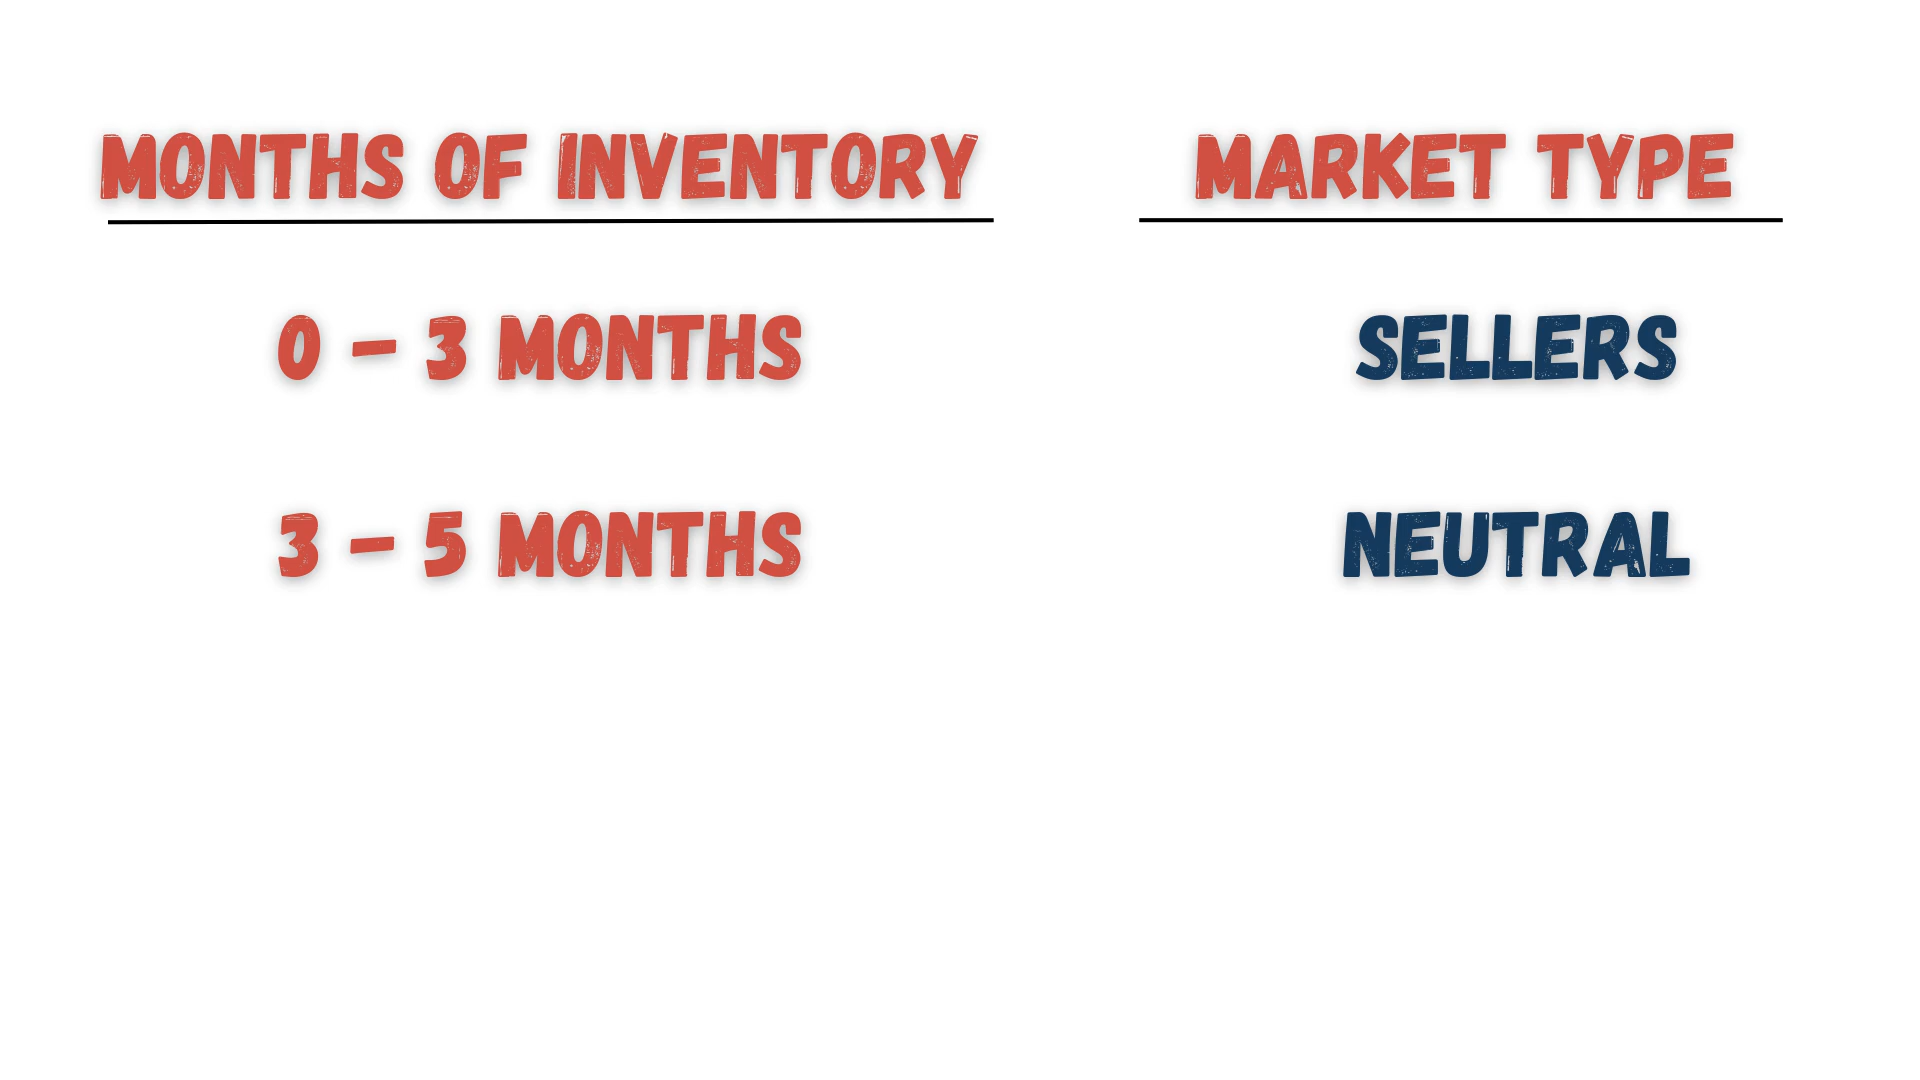 MONTHS OF INVENTORY MARKET TYPE
0 - 3 MONTHS SELLERS
3 - 5 MONTHS NEUTRAL